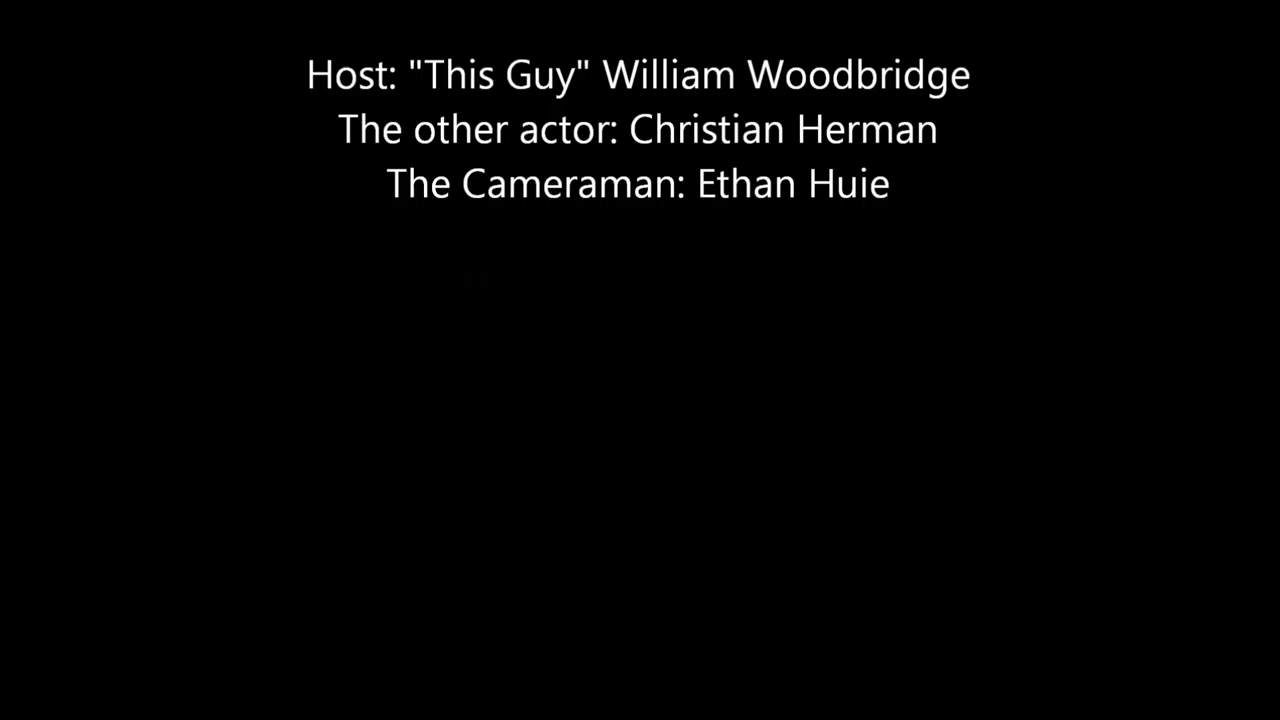 Host: "This Guy" William Woodbridge
The other actor: Christian Herman
The Cameraman: Ethan Huie